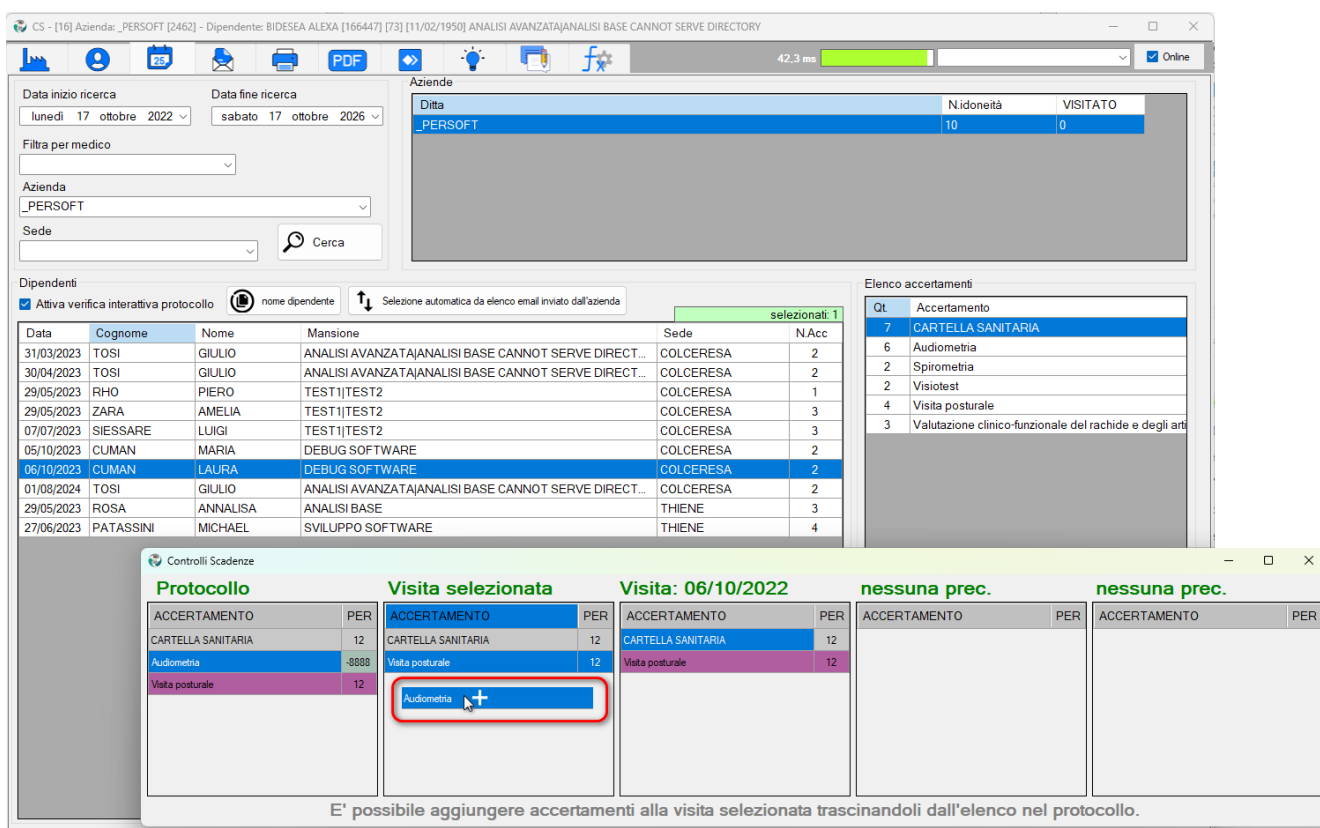 CS - [16] Azienda: _PERSOFT [2462] - Dipendente: BIDESEA ALEXA [166447] [73] [11/02/1950] ANALISI AVANZATA|ANALISI BASE CANNOT SERVE DIRECTORY
25
PDF
42,3 ms
Online
Data inizio ricerca
Data fine ricerca
lunedì 17 ottobre 2022
sabato 17 ottobre 2026
Filtra per medico
Azienda
_PERSOFT
Sede
Cerca
Aziende
Ditta N.idoneità VISITATO
_PERSOFT 10 0
Dipendenti
Attiva verifica interattiva protocollo
nome dipendente
Selezione automatica da elenco email inviato dall'azienda
selezionati: 1
Data Cognome Nome Mansione Sede N.Acc
31/03/2023 TOSI GIULIO ANALISI AVANZATA|ANALISI BASE CANNOT SERVE DIRECT... COLCERESA 2
30/04/2023 TOSI GIULIO ANALISI AVANZATA|ANALISI BASE CANNOT SERVE DIRECT... COLCERESA 2
29/05/2023 RHO PIERO TEST1|TEST2 COLCERESA 1
29/05/2023 ZARA AMELIA TEST1|TEST2 COLCERESA 3
07/07/2023 SIESSARE LUIGI TEST1|TEST2 COLCERESA 3
05/10/2023 CUMAN MARIA DEBUG SOFTWARE COLCERESA 2
06/10/2023 CUMAN LAURA DEBUG SOFTWARE COLCERESA 2
01/08/2024 TOSI GIULIO ANALISI AVANZATA|ANALISI BASE CANNOT SERVE DIRECT... COLCERESA 2
29/05/2023 ROSA ANNALISA ANALISI BASE THIENE 3
27/06/2023 PATASSINI MICHAEL SVILUPPO SOFTWARE THIENE 4
Elenco accertamenti
Qt. Accertamento
7 CARTELLA SANITARIA
6 Audiometria
2 Spirometria
2 Visiotest
4 Visita posturale
3 Valutazione clinico-funzionale del rachide e degli arti
Controlli Scadenze
Protocollo
ACCERTAMENTO PER
CARTELLA SANITARIA 12
Audiometria -8888
Visita posturale 12
Visita selezionata
ACCERTAMENTO PER
CARTELLA SANITARIA 12
Visita posturale 12
Audiometria
Visita: 06/10/2022
ACCERTAMENTO PER
CARTELLA SANITARIA 12
Visita posturale 12
nessuna prec.
ACCERTAMENTO PER
nessuna prec.
ACCERTAMENTO PER
E' possibile aggiungere accertamenti alla visita selezionata trascinandoli dall'elenco nel protocollo.